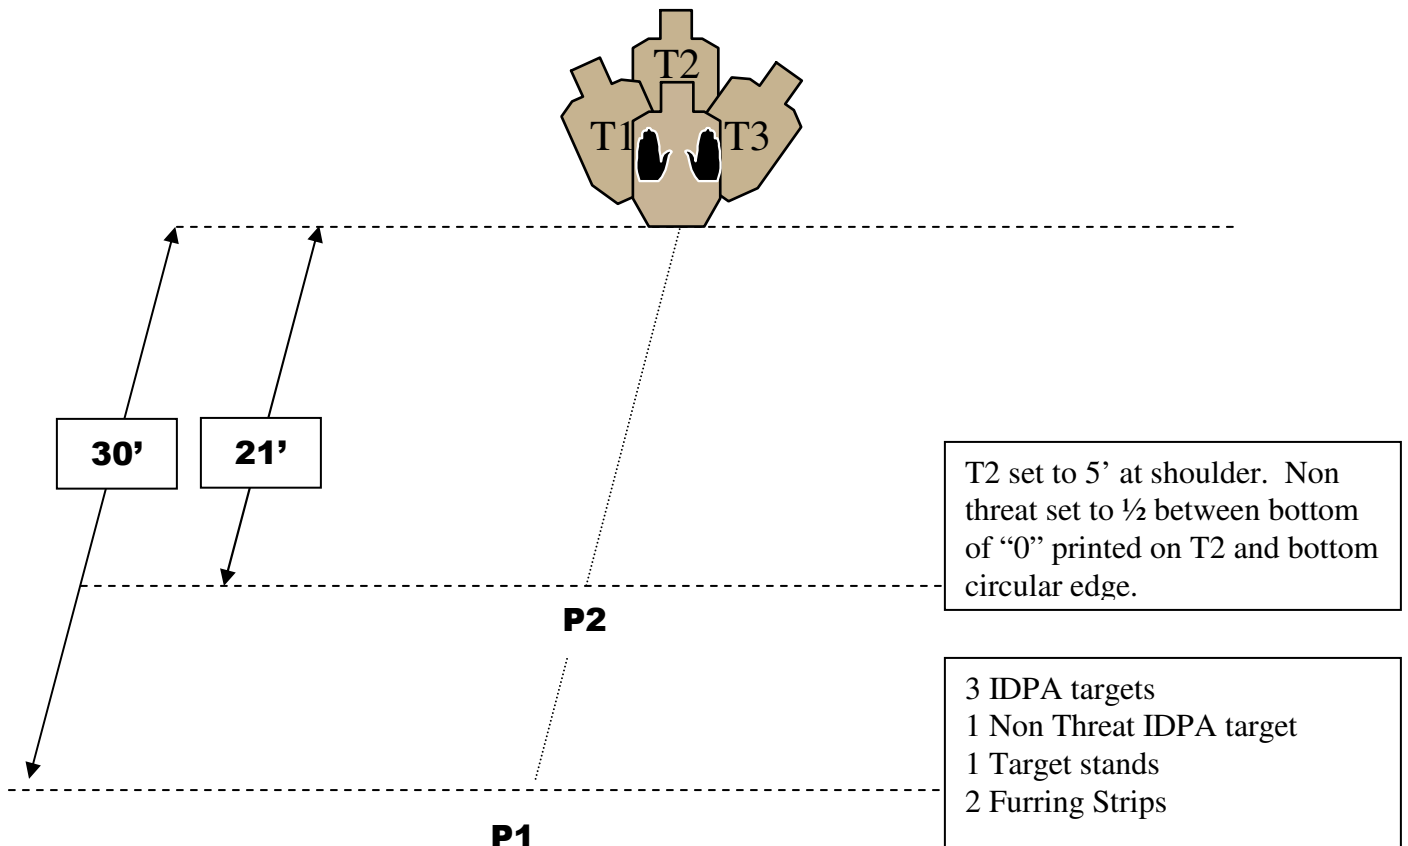 T2
T1
T3
30’
21’
T2 set to 5’ at shoulder.  Non
threat set to ½ between bottom
of “0” printed on T2 and bottom
circular edge.
P2
3 IDPA targets
1 Non Threat IDPA target
1 Target stands
2 Furring Strips
P1